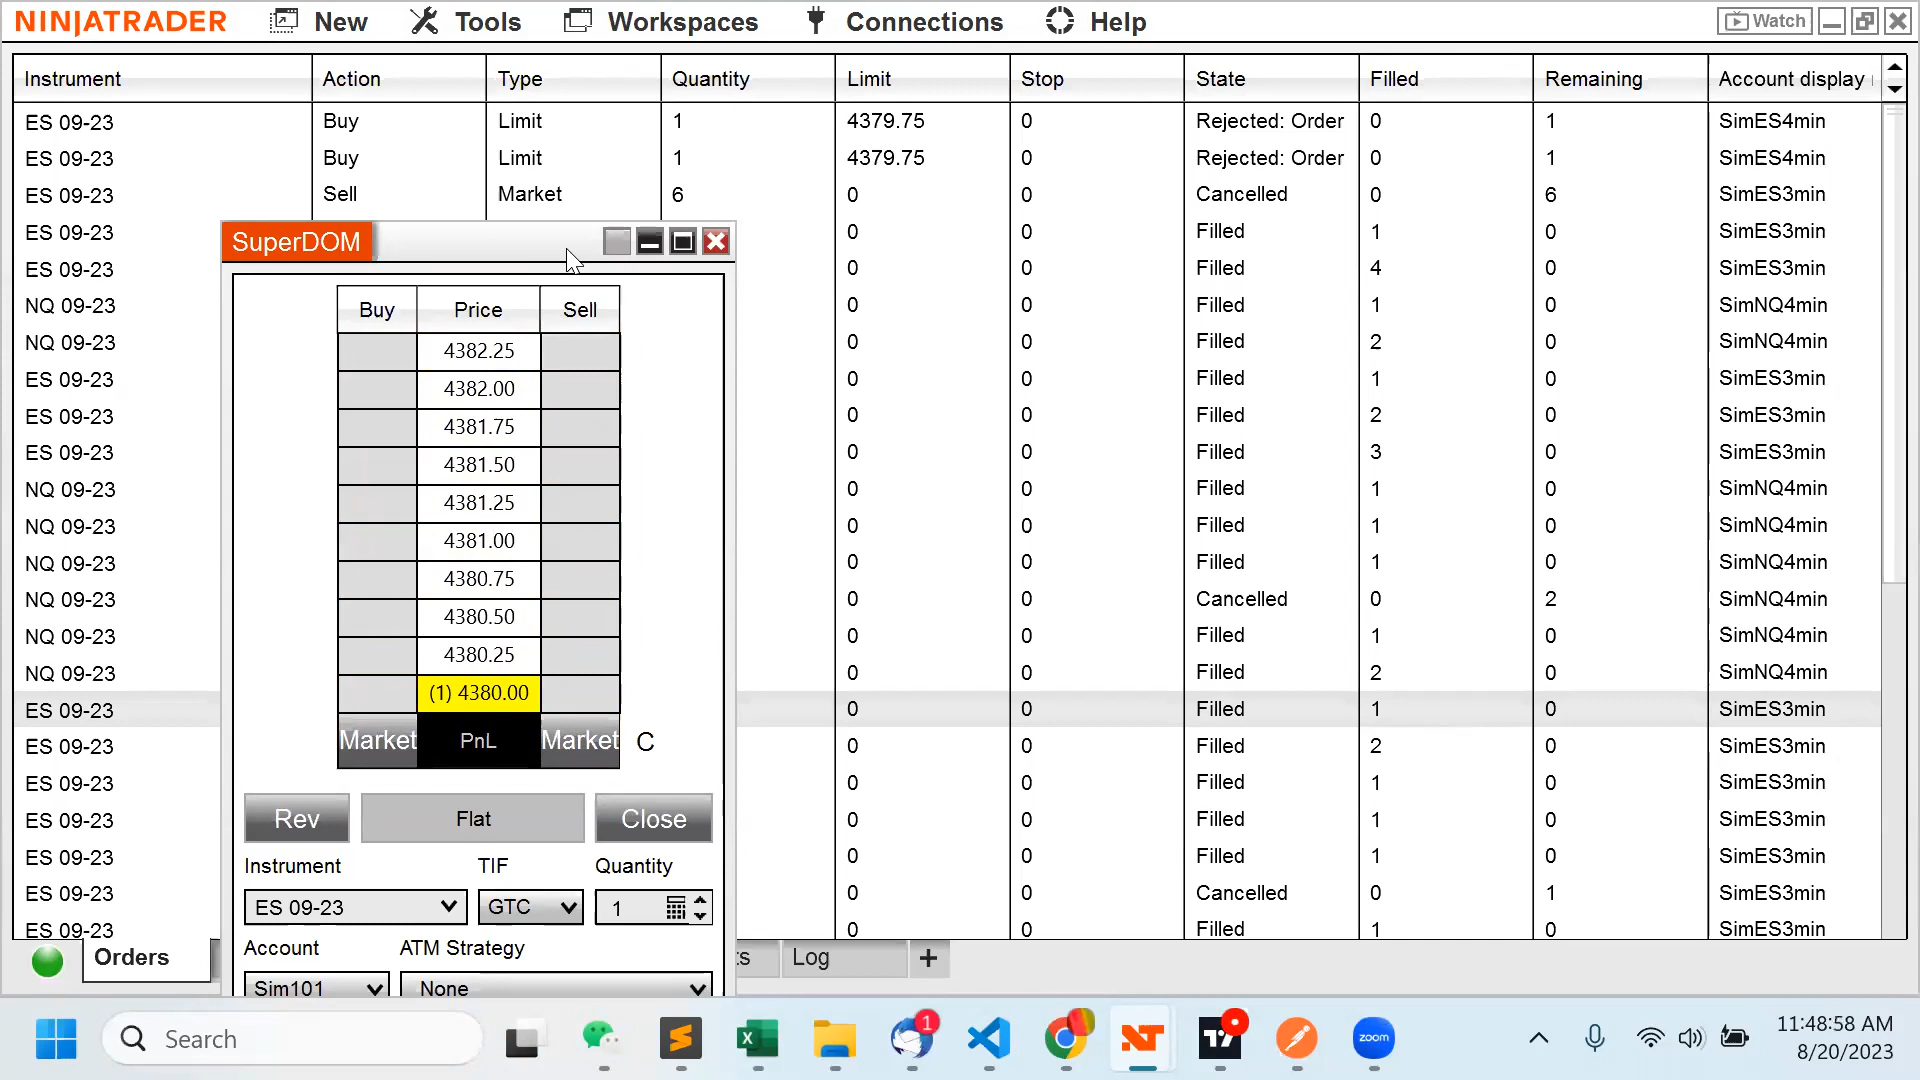 NINJATRADER New Tools Workspaces Connections Help Watch
Instrument Action Type Quantity Limit Stop State Filled Remaining Account display
ES 09-23 Buy Limit 1 4379.75 0 Rejected: Order 0 1 SimES4min
ES 09-23 Buy Limit 1 4379.75 0 Rejected: Order 0 1 SimES4min
ES 09-23 Sell Market 6 0 0 Cancelled 0 6 SimES3min
ES 09-23 0 0 Filled 1 0 SimES3min
ES 09-23 0 0 Filled 4 0 SimES3min
NQ 09-23 0 0 Filled 1 0 SimNQ4min
NQ 09-23 0 0 Filled 2 0 SimNQ4min
ES 09-23 0 0 Filled 1 0 SimES3min
ES 09-23 0 0 Filled 2 0 SimES3min
ES 09-23 0 0 Filled 3 0 SimES3min
NQ 09-23 0 0 Filled 1 0 SimNQ4min
NQ 09-23 0 0 Filled 1 0 SimNQ4min
NQ 09-23 0 0 Filled 1 0 SimNQ4min
NQ 09-23 0 0 Cancelled 0 2 SimNQ4min
NQ 09-23 0 0 Filled 1 0 SimNQ4min
NQ 09-23 0 0 Filled 2 0 SimNQ4min
ES 09-23 0 0 Filled 1 0 SimES3min
ES 09-23 0 0 Filled 2 0 SimES3min
ES 09-23 0 0 Filled 1 0 SimES3min
ES 09-23 0 0 Filled 1 0 SimES3min
ES 09-23 0 0 Filled 1 0 SimES3min
ES 09-23 0 0 Cancelled 0 1 SimES3min
ES 09-23 0 0 Filled 1 0 SimES3min
SuperDOM
Buy Price Sell
4382.25
4382.00
4381.75
4381.50
4381.25
4381.00
4380.75
4380.50
4380.25
(1) 4380.00
Market PnL Market C
Rev Flat Close
Instrument TIF Quantity
ES 09-23 GTC 1
Account ATM Strategy
Sim101 None
Orders ts Log +
Search 1 zoom
11:48:58 AM
8/20/2023